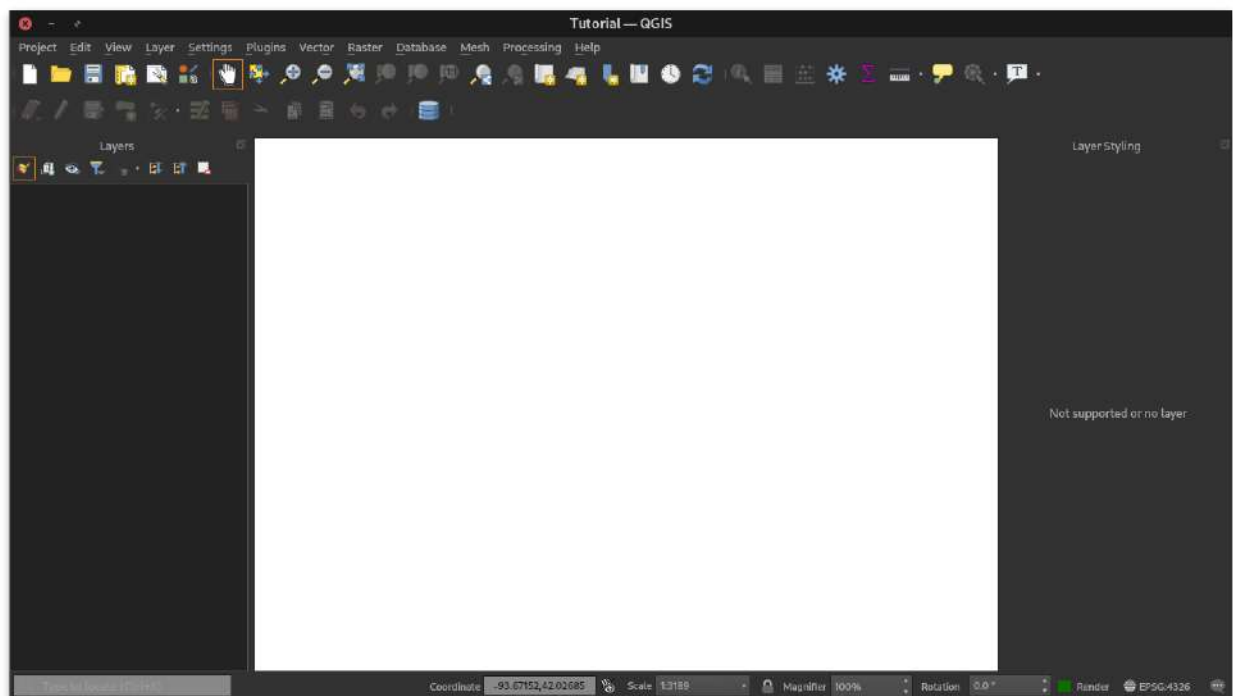 Tutorial — QGIS
Project Edit View Layer Settings Plugins Vector Raster Database Mesh Processing Help
Layers
Layer Styling
Not supported or no layer
Coordinate -93.67152,42.02685 Scale 1:3189 Magnifier 100% Rotation 0.0 ° Render EPSG:4326